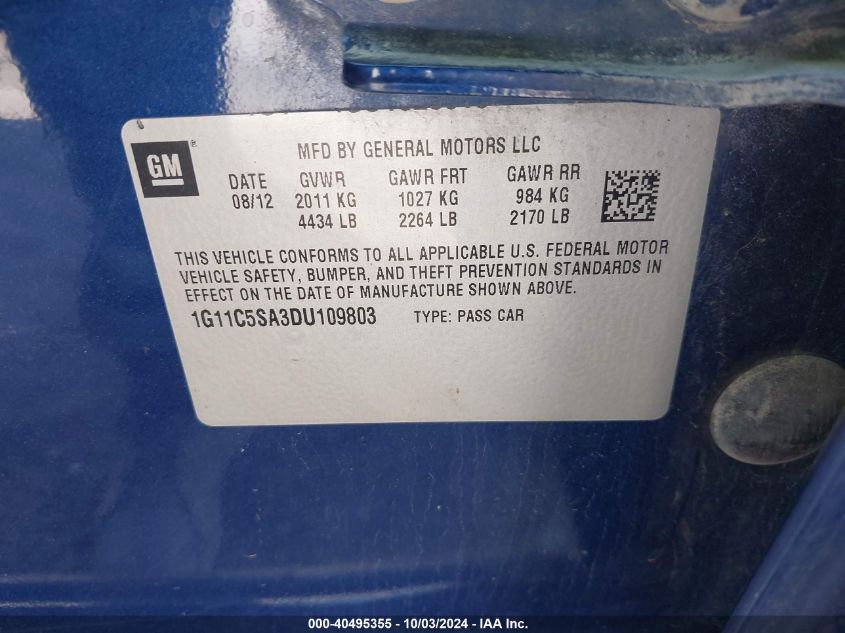 GM ®
MFD BY GENERAL MOTORS LLC
DATE GVWR GAWR FRT GAWR RR
08/12 2011 KG 1027 KG 984 KG
4434 LB 2264 LB 2170 LB
THIS VEHICLE CONFORMS TO ALL APPLICABLE U.S. FEDERAL MOTOR
VEHICLE SAFETY, BUMPER, AND THEFT PREVENTION STANDARDS IN
EFFECT ON THE DATE OF MANUFACTURE SHOWN ABOVE.
1G11C5SA3DU109803 TYPE: PASS CAR
000-40495355 - 10/03/2024 - IAA Inc.